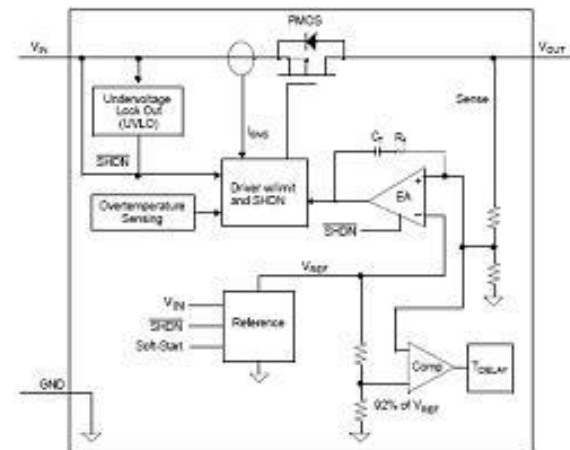 PMOS
VIN
VOUT
Undervoltage
Lock Out
(UVLO)
Sense
ISNS
CF RF
SHDN
Driver w/limit
and SHDN
EA
Overtemperature
Sensing
SHDN
VREF
VIN
SHDN
Soft-Start
Reference
Comp
TDELAY
92% of VREF
GND